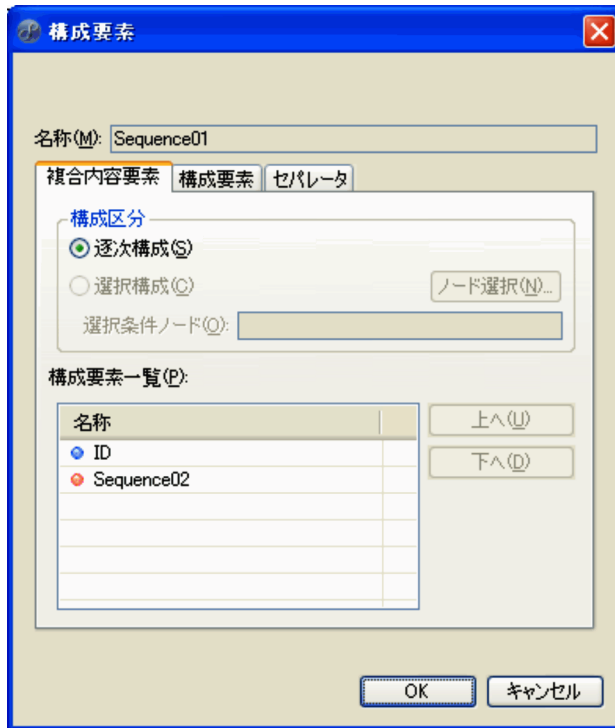 構成要素
名称(M): Sequence01
複合内容要素 構成要素 セパレータ
構成区分
逐次構成(S)
選択構成(C) ノード選択(N)...
選択条件ノード(O):
構成要素一覧(P):
名称 上へ(U)
ID 下へ(D)
Sequence02
OK キャンセル